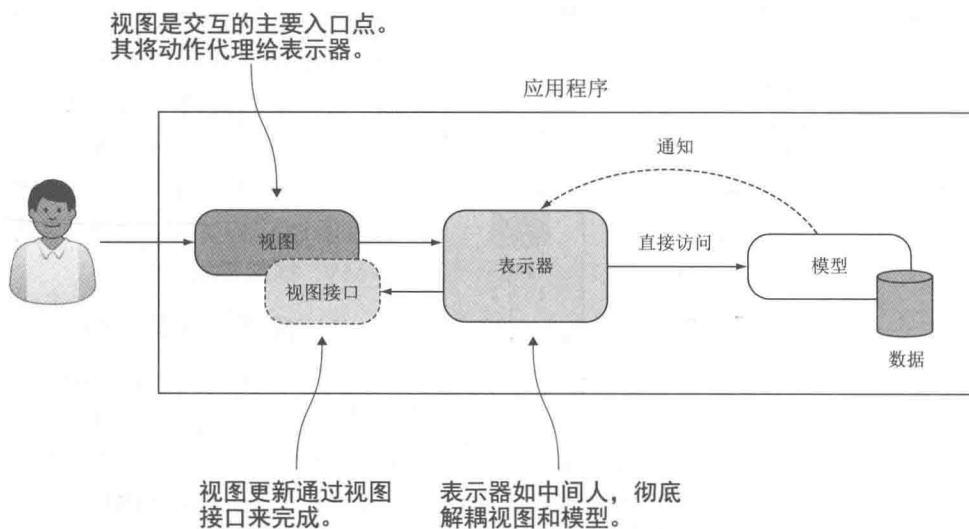 视图是交互的主要入口点。
其将动作代理给表示器。
应用程序
通知
视图
表示器
直接访问
模型
视图接口
数据
视图更新通过视图
接口来完成。
表示器如中间人，彻底
解耦视图和模型。